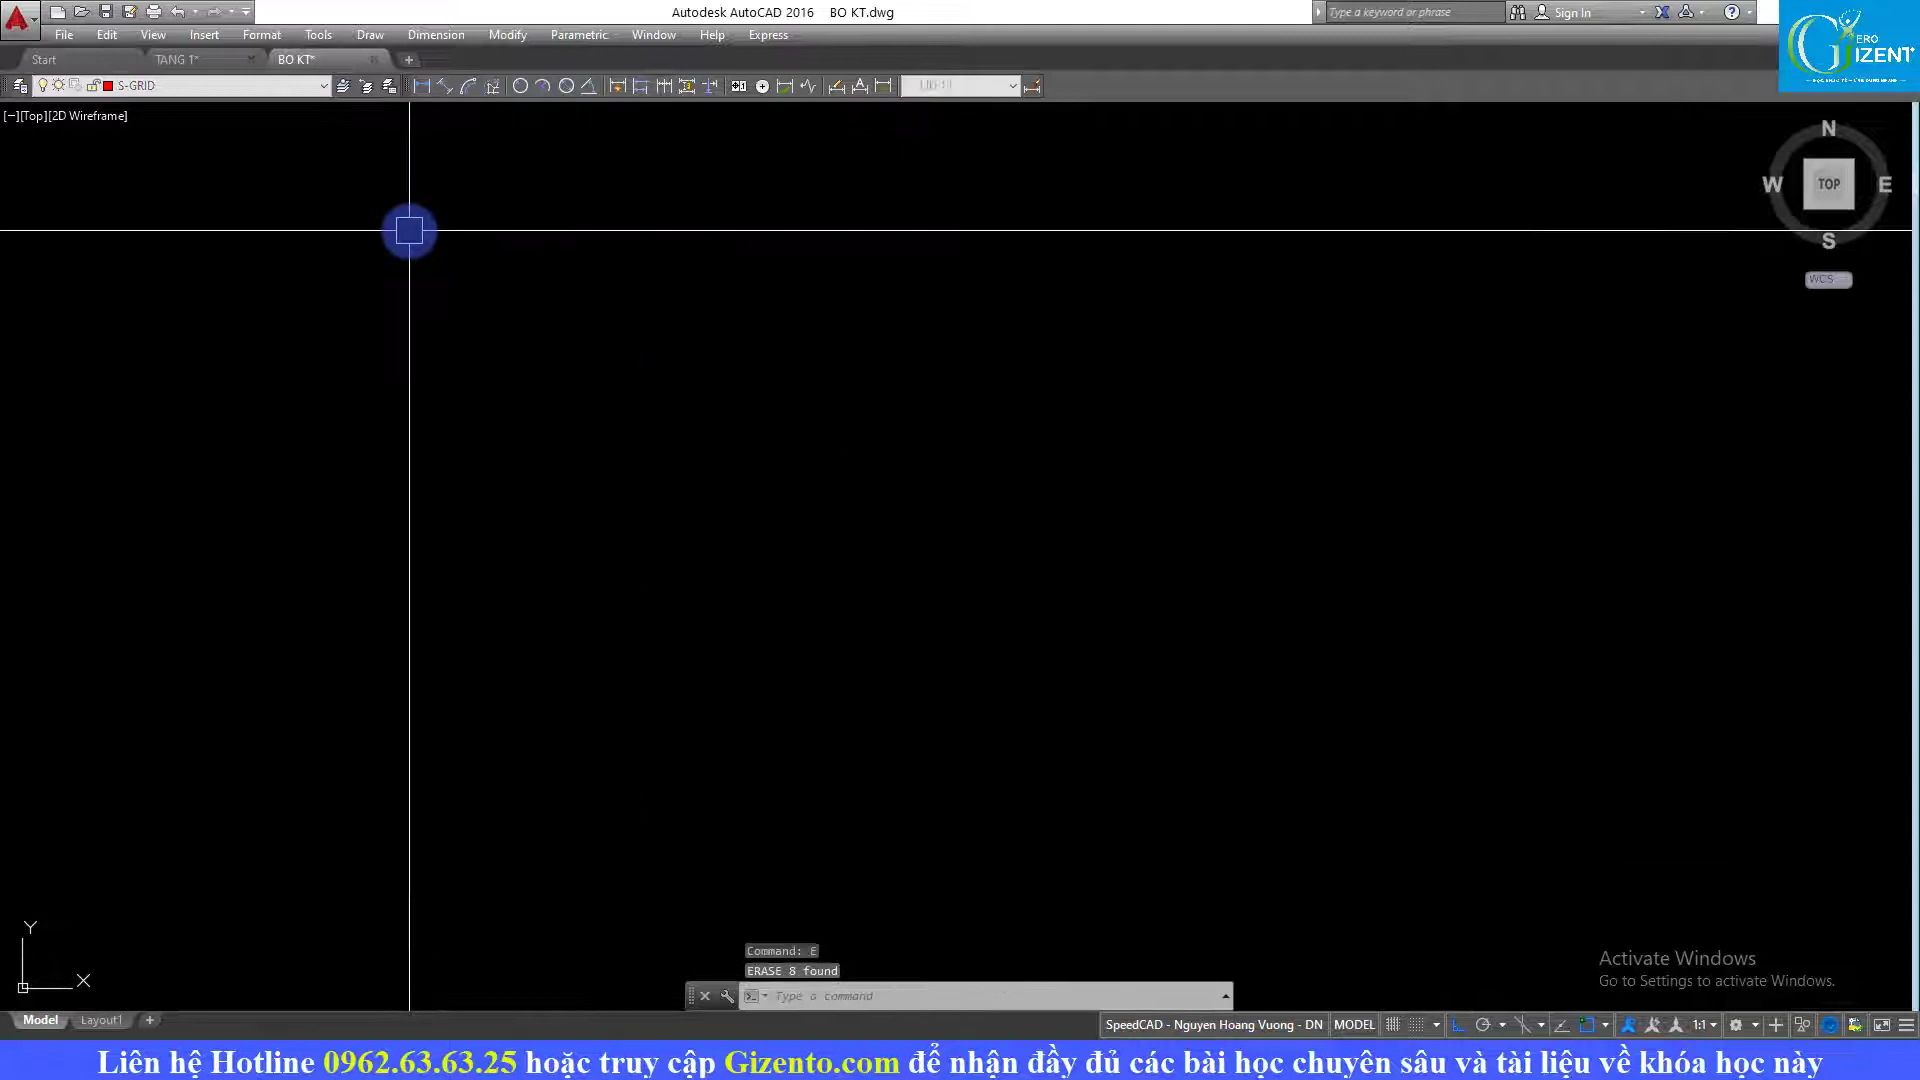 Autodesk AutoCAD 2016 BO KT.dwg
Type a keyword or phrase
Sign In
File Edit View Insert Format Tools Draw Dimension Modify Parametric Window Help Express
ERO
GIZENT
Start TANG 1* BO KT*
S-GRID
[−][Top][2D Wireframe]
N
W TOP E
S
WCS
Y
X
Command: E
ERASE 8 found
Type a command
Activate Windows
Go to Settings to activate Windows.
Model Layout1
SpeedCAD - Nguyen Hoang Vuong - DN MODEL 1:1
Liên hệ Hotline 0962.63.63.25 hoặc truy cập Gizento.com để nhận đầy đủ các bài học chuyên sâu và tài liệu về khóa học này